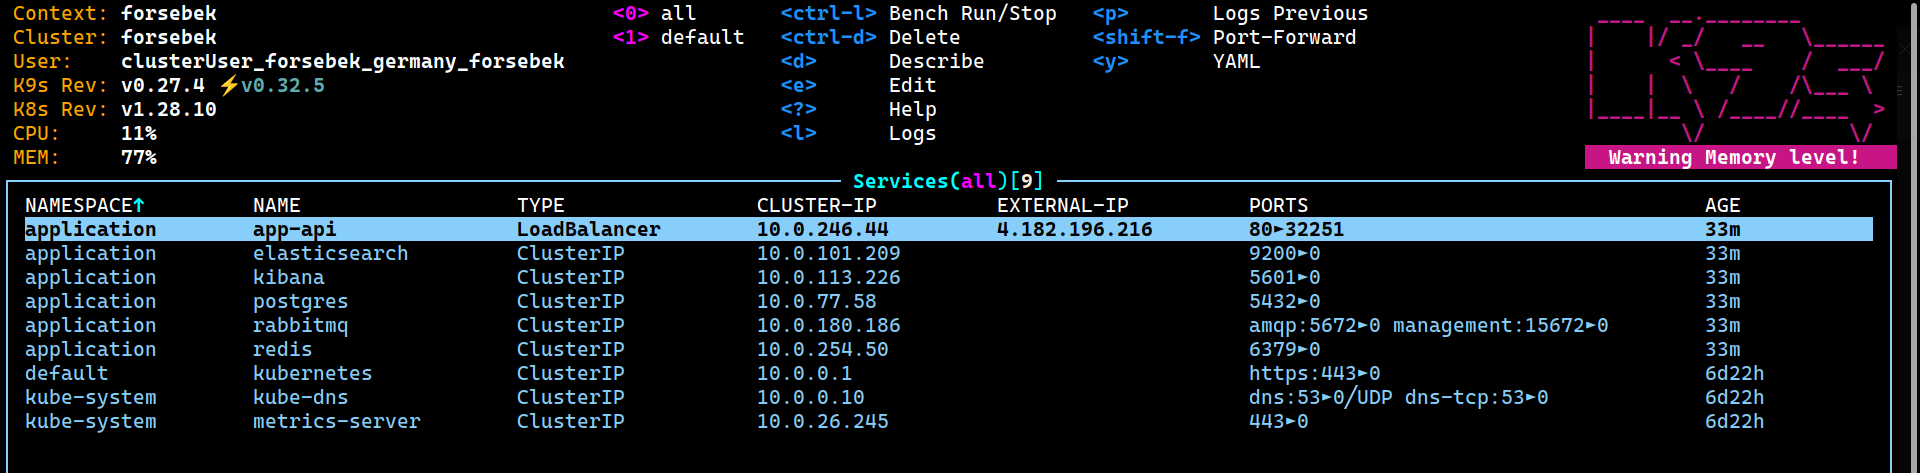 Context: forsebek <0> all <ctrl-l> Bench Run/Stop <p> Logs Previous
Cluster: forsebek <1> default <ctrl-d> Delete <shift-f> Port-Forward
User: clusterUser_forsebek_germany_forsebek <d> Describe <y> YAML
K9s Rev: v0.27.4 ⚡v0.32.5 <e> Edit
K8s Rev: v1.28.10 <?> Help
CPU: 11% <l> Logs
MEM: 77%
Warning Memory level!
Services(all)[9]
NAMESPACE↑ NAME TYPE CLUSTER-IP EXTERNAL-IP PORTS AGE
application app-api LoadBalancer 10.0.246.44 4.182.196.216 80►32251 33m
application elasticsearch ClusterIP 10.0.101.209 9200►0 33m
application kibana ClusterIP 10.0.113.226 5601►0 33m
application postgres ClusterIP 10.0.77.58 5432►0 33m
application rabbitmq ClusterIP 10.0.180.186 amqp:5672►0 management:15672►0 33m
application redis ClusterIP 10.0.254.50 6379►0 33m
default kubernetes ClusterIP 10.0.0.1 https:443►0 6d22h
kube-system kube-dns ClusterIP 10.0.0.10 dns:53►0/UDP dns-tcp:53►0 6d22h
kube-system metrics-server ClusterIP 10.0.26.245 443►0 6d22h